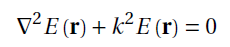 ∇²E(𝐫) + k²E(𝐫) = 0